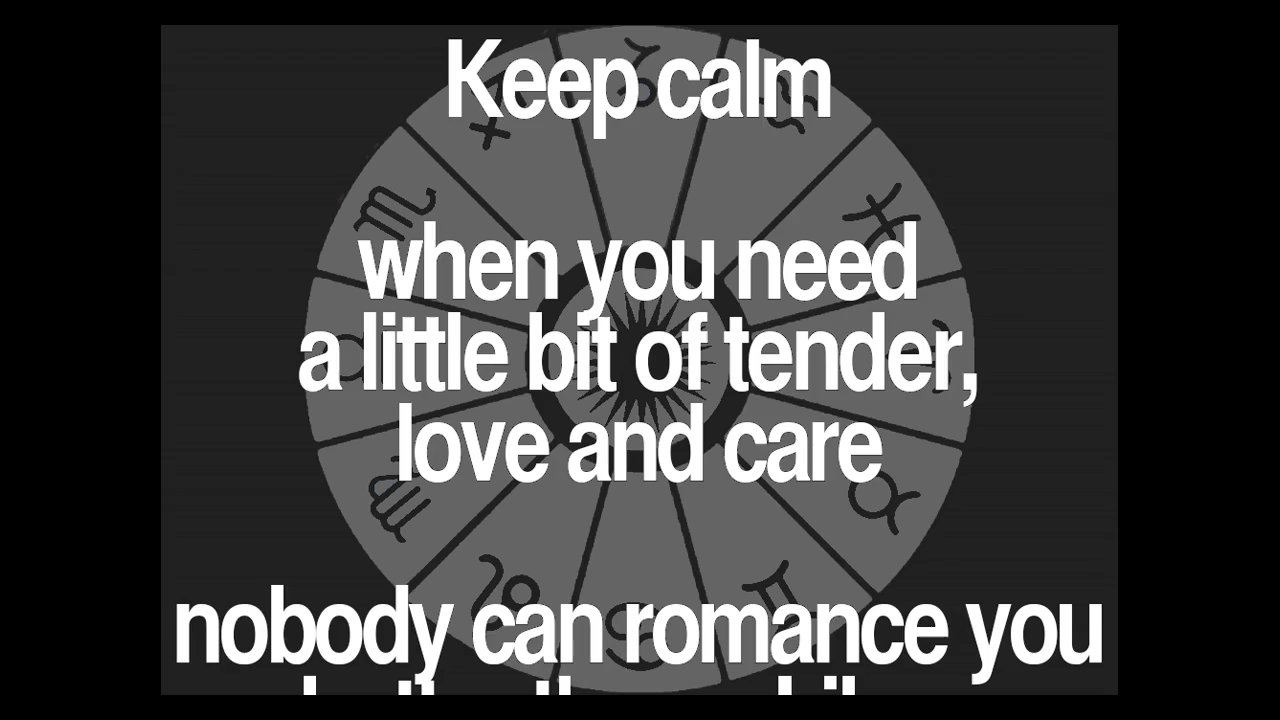 Keep calm
when you need
a little bit of tender,
love and care
nobody can romance you